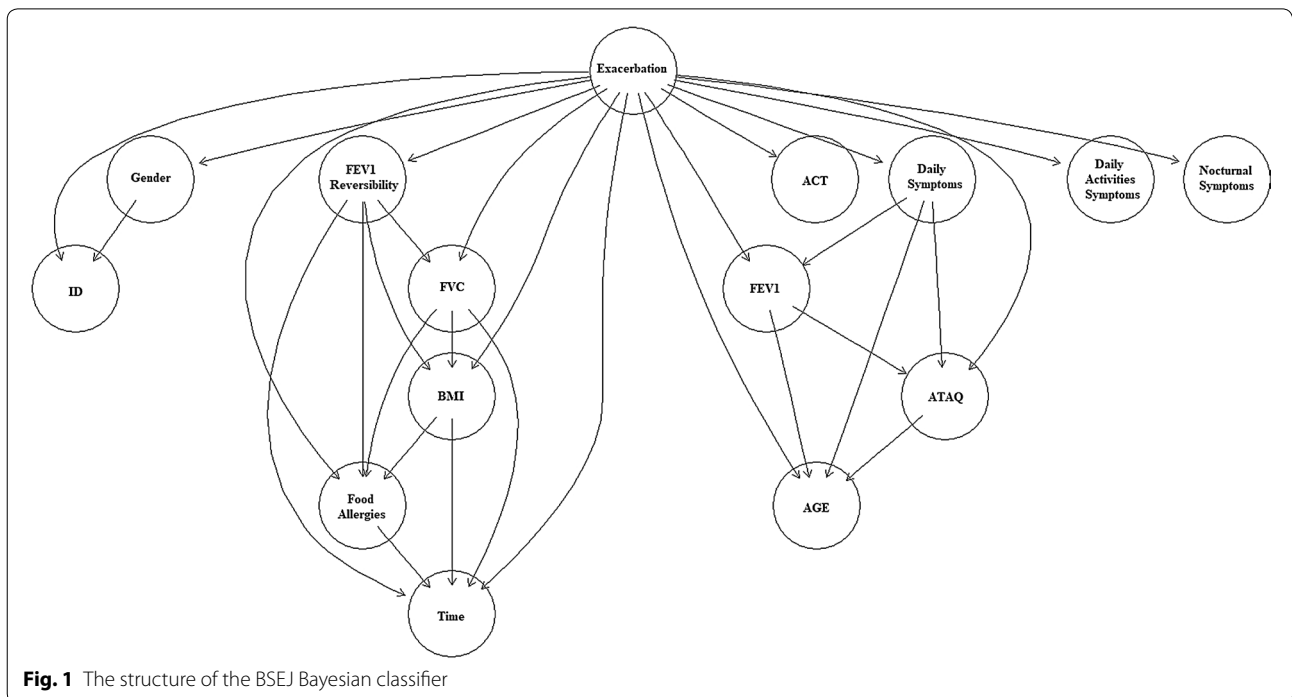 Exacerbation
Gender
FEV1
Reversibility
ACT
Daily
Symptoms
Daily
Activities
Symptoms
Nocturnal
Symptoms
ID
FVC
FEV1
BMI
ATAQ
Food
Allergies
AGE
Time
Fig. 1 The structure of the BSEJ Bayesian classifier